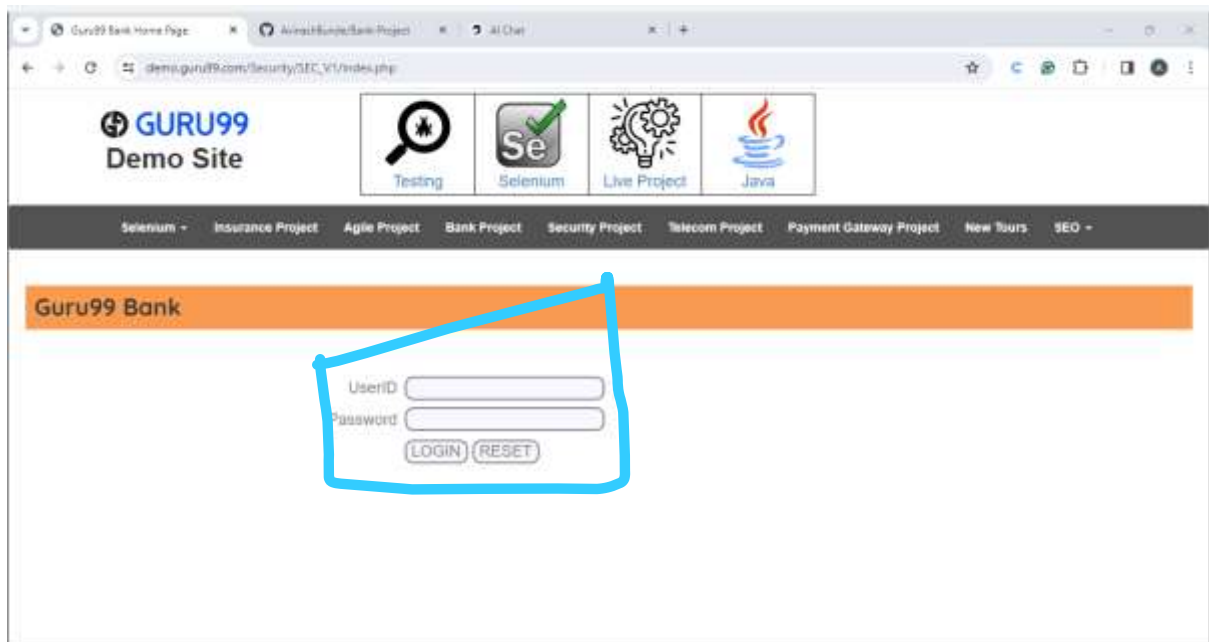 Guru99 Bank Home Page
AI Chat
demo.guru99.com/Security/SEC_V1/index.php
GURU99
Demo Site
Testing
Selenium
Live Project
Java
Selenium Insurance Project Agile Project Bank Project Security Project Telecom Project Payment Gateway Project New Tours SEO
Guru99 Bank
UserID
Password
LOGIN RESET